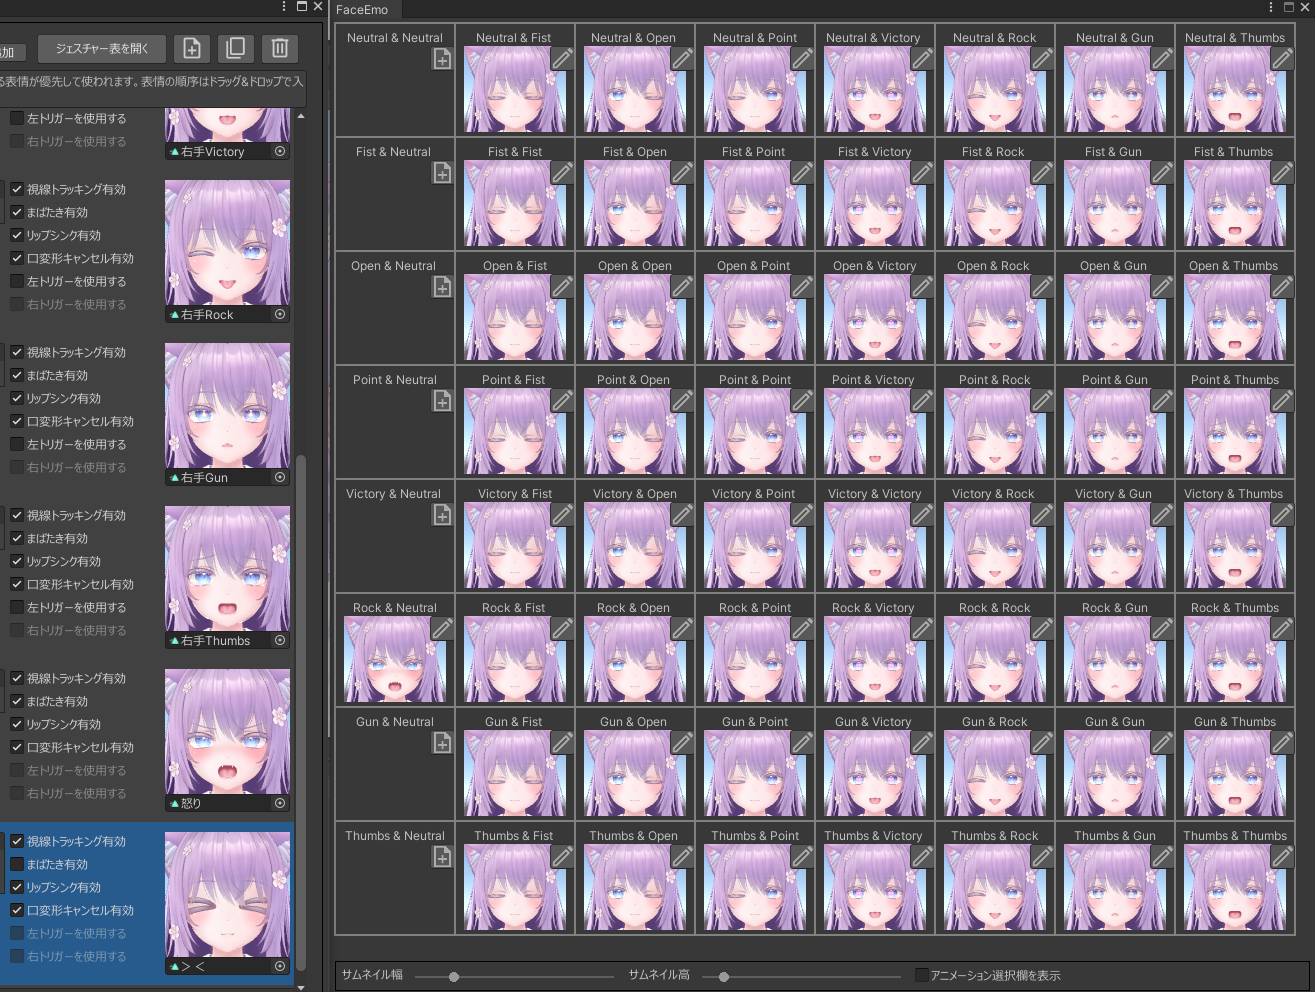 FaceEmo
加
ジェスチャー表を開く
る表情が優先して使われます。表情の順序はドラッグ&ドロップで入
左トリガーを使用する
右トリガーを使用する
右手Victory
視線トラッキング有効
まばたき有効
リップシンク有効
口変形キャンセル有効
左トリガーを使用する
右トリガーを使用する
右手Rock
視線トラッキング有効
まばたき有効
リップシンク有効
口変形キャンセル有効
左トリガーを使用する
右トリガーを使用する
右手Gun
視線トラッキング有効
まばたき有効
リップシンク有効
口変形キャンセル有効
左トリガーを使用する
右トリガーを使用する
右手Thumbs
視線トラッキング有効
まばたき有効
リップシンク有効
口変形キャンセル有効
左トリガーを使用する
右トリガーを使用する
怒り
視線トラッキング有効
まばたき有効
リップシンク有効
口変形キャンセル有効
左トリガーを使用する
右トリガーを使用する
＞＜
Neutral & Neutral Neutral & Fist Neutral & Open Neutral & Point Neutral & Victory Neutral & Rock Neutral & Gun Neutral & Thumbs
Fist & Neutral Fist & Fist Fist & Open Fist & Point Fist & Victory Fist & Rock Fist & Gun Fist & Thumbs
Open & Neutral Open & Fist Open & Open Open & Point Open & Victory Open & Rock Open & Gun Open & Thumbs
Point & Neutral Point & Fist Point & Open Point & Point Point & Victory Point & Rock Point & Gun Point & Thumbs
Victory & Neutral Victory & Fist Victory & Open Victory & Point Victory & Victory Victory & Rock Victory & Gun Victory & Thumbs
Rock & Neutral Rock & Fist Rock & Open Rock & Point Rock & Victory Rock & Rock Rock & Gun Rock & Thumbs
Gun & Neutral Gun & Fist Gun & Open Gun & Point Gun & Victory Gun & Rock Gun & Gun Gun & Thumbs
Thumbs & Neutral Thumbs & Fist Thumbs & Open Thumbs & Point Thumbs & Victory Thumbs & Rock Thumbs & Gun Thumbs & Thumbs
サムネイル幅 サムネイル高 アニメーション選択欄を表示